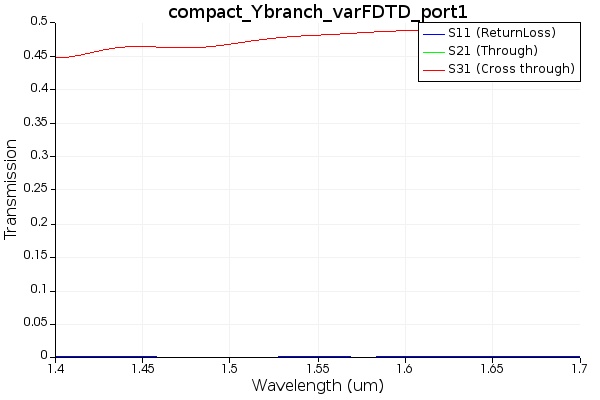 compact_Ybranch_varFDTD_port1
S11 (ReturnLoss)
S21 (Through)
S31 (Cross through)
Transmission
0.5
0.45
0.4
0.35
0.3
0.25
0.2
0.15
0.1
0.05
0
1.4 1.45 1.5 1.55 1.6 1.65 1.7
Wavelength (um)